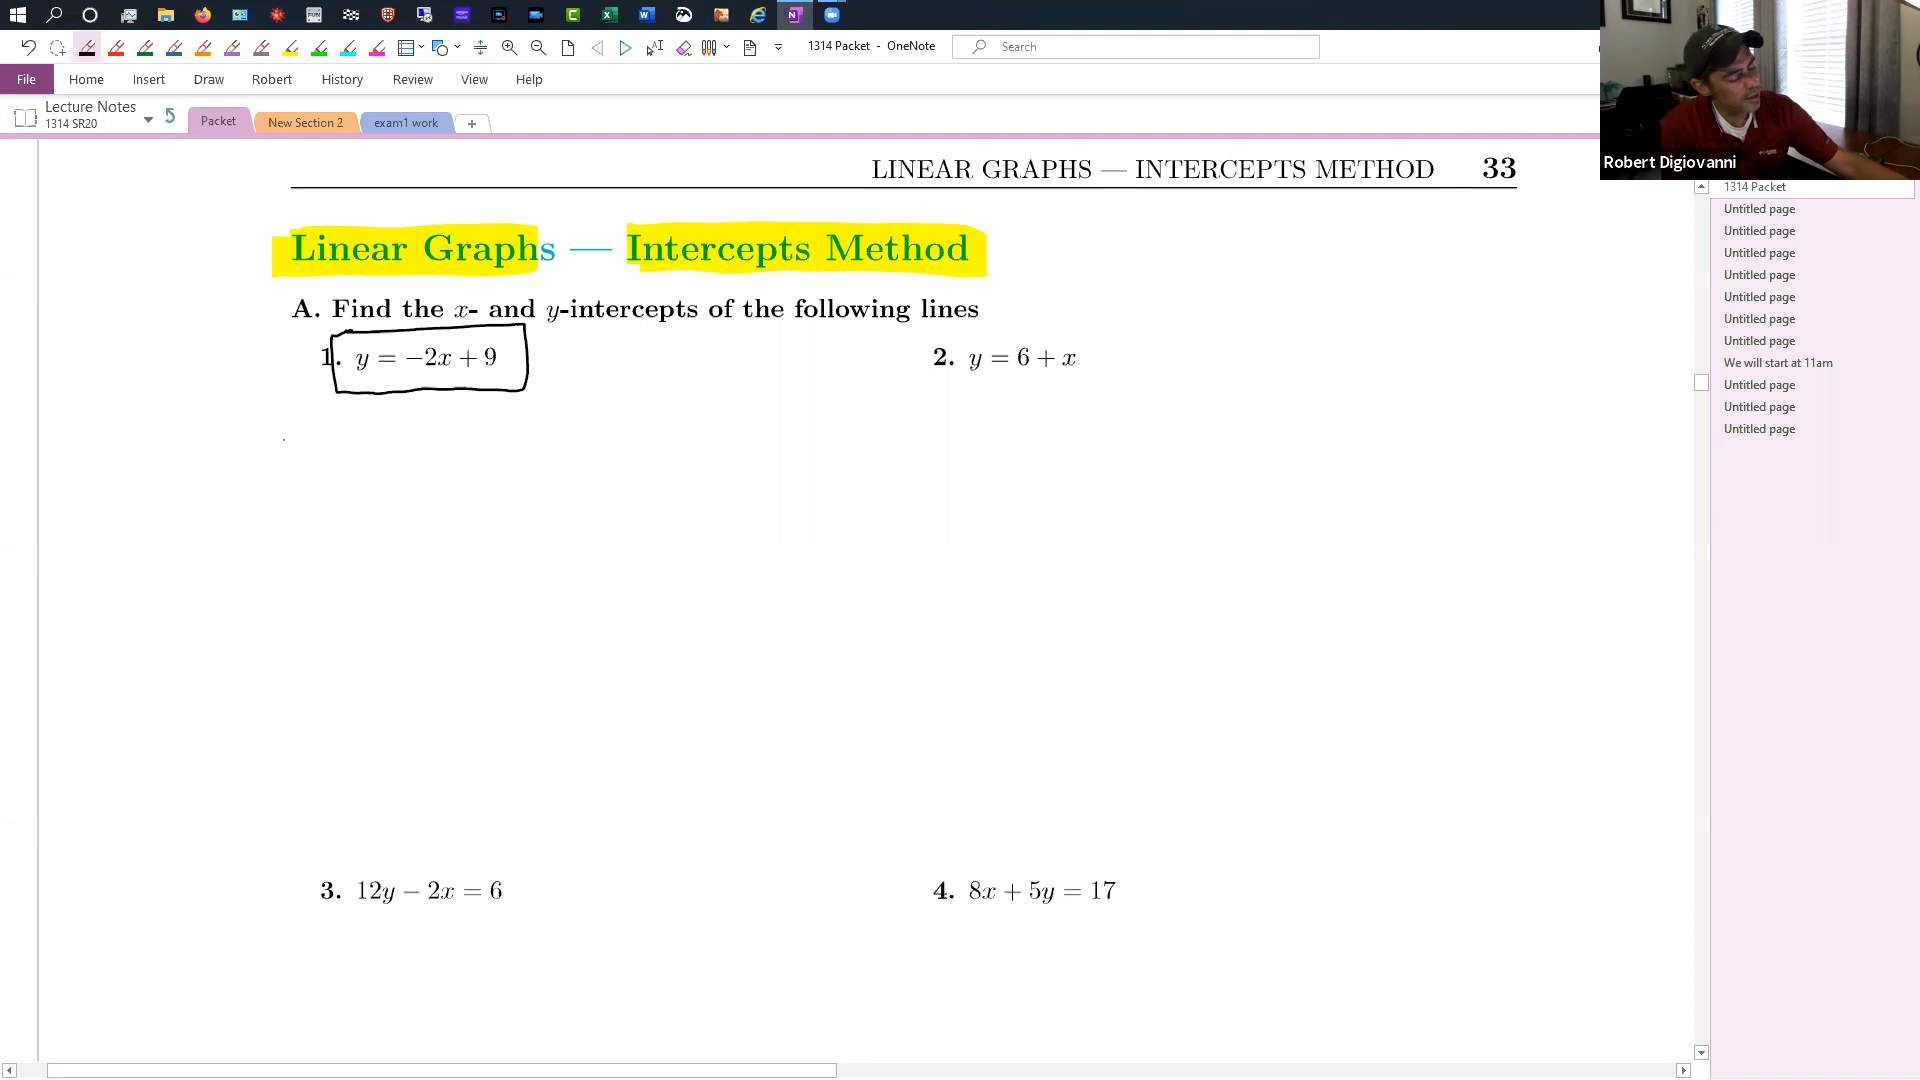 1314 Packet - OneNote
Search
File Home Insert Draw Robert History Review View Help
Lecture Notes
1314 SR20
Packet
New Section 2
exam1 work
Robert Digiovanni
1314 Packet
Untitled page
Untitled page
Untitled page
Untitled page
Untitled page
Untitled page
Untitled page
We will start at 11am
Untitled page
Untitled page
Untitled page
LINEAR GRAPHS — INTERCEPTS METHOD 33
Linear Graphs — Intercepts Method
A. Find the x- and y-intercepts of the following lines
1. y = −2x + 9
2. y = 6 + x
3. 12y − 2x = 6
4. 8x + 5y = 17